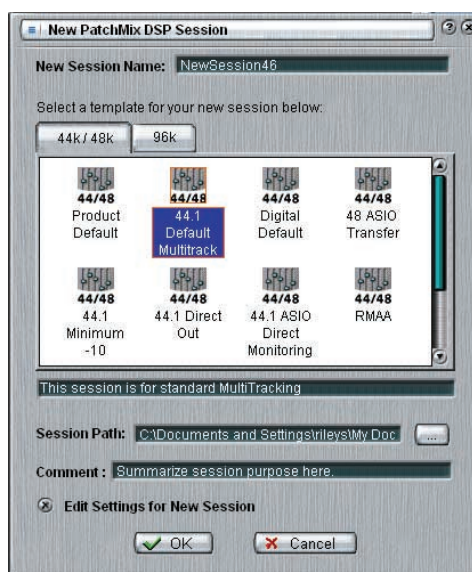 New PatchMix DSP Session
New Session Name: NewSession46
Select a template for your new session below:
44k / 48k 96k
44/48 44/48 44/48 44/48
Product Default
44.1 Default Multitrack
Digital Default
48 ASIO Transfer
44/48 44/48 44/48 44/48
44.1 Minimum -10
44.1 Direct Out
44.1 ASIO Direct Monitoring
RMAA
This session is for standard MultiTracking
Session Path: C:\Documents and Settings\rileys\My Doc ...
Comment : Summarize session purpose here.
Edit Settings for New Session
OK Cancel